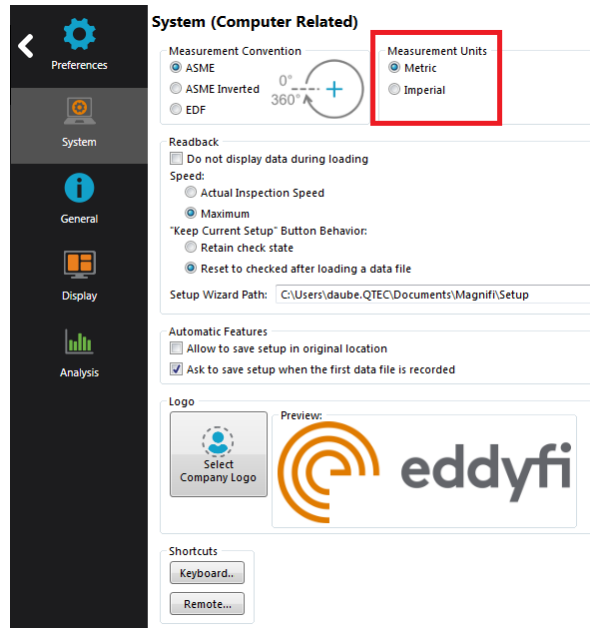 System (Computer Related)
Preferences
System
General
Display
Analysis
Measurement Convention
ASME
ASME Inverted
EDF
0°
360°
Measurement Units
Metric
Imperial
Readback
Do not display data during loading
Speed:
Actual Inspection Speed
Maximum
"Keep Current Setup" Button Behavior:
Retain check state
Reset to checked after loading a data file
Setup Wizard Path: C:\Users\daube.QTEC\Documents\Magnifi\Setup
Automatic Features
Allow to save setup in original location
Ask to save setup when the first data file is recorded
Logo
Select
Company Logo
Preview:
eddyfi
Shortcuts
Keyboard..
Remote...